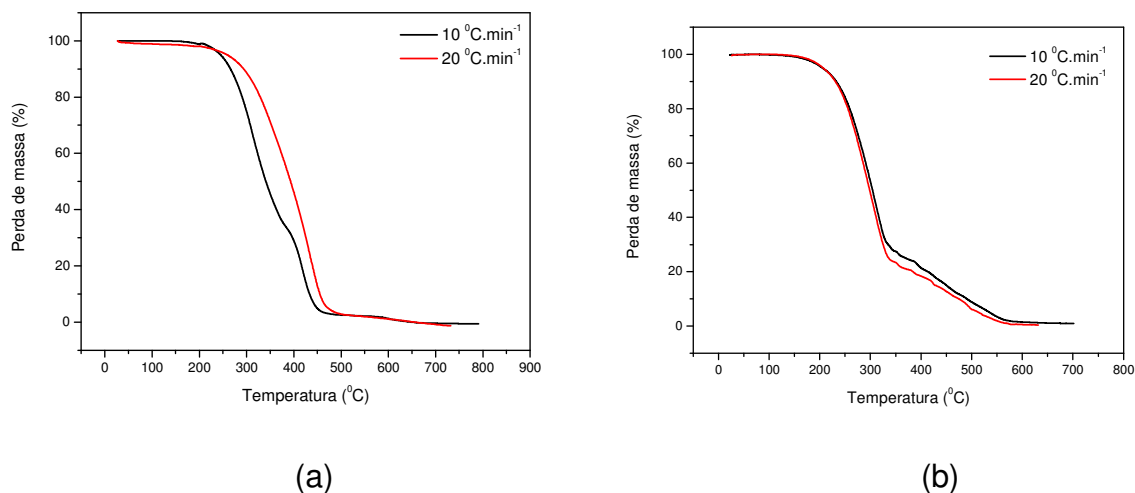 10 ⁰C.min⁻¹
20 ⁰C.min⁻¹
100
80
60
40
20
0
Perda de massa (%)
0 100 200 300 400 500 600 700 800 900
Temperatura (⁰C)
(a)
10 ⁰C.min⁻¹
20 ⁰C.min⁻¹
100
80
60
40
20
0
Perda de massa (%)
0 100 200 300 400 500 600 700 800
Temperatura (⁰C)
(b)